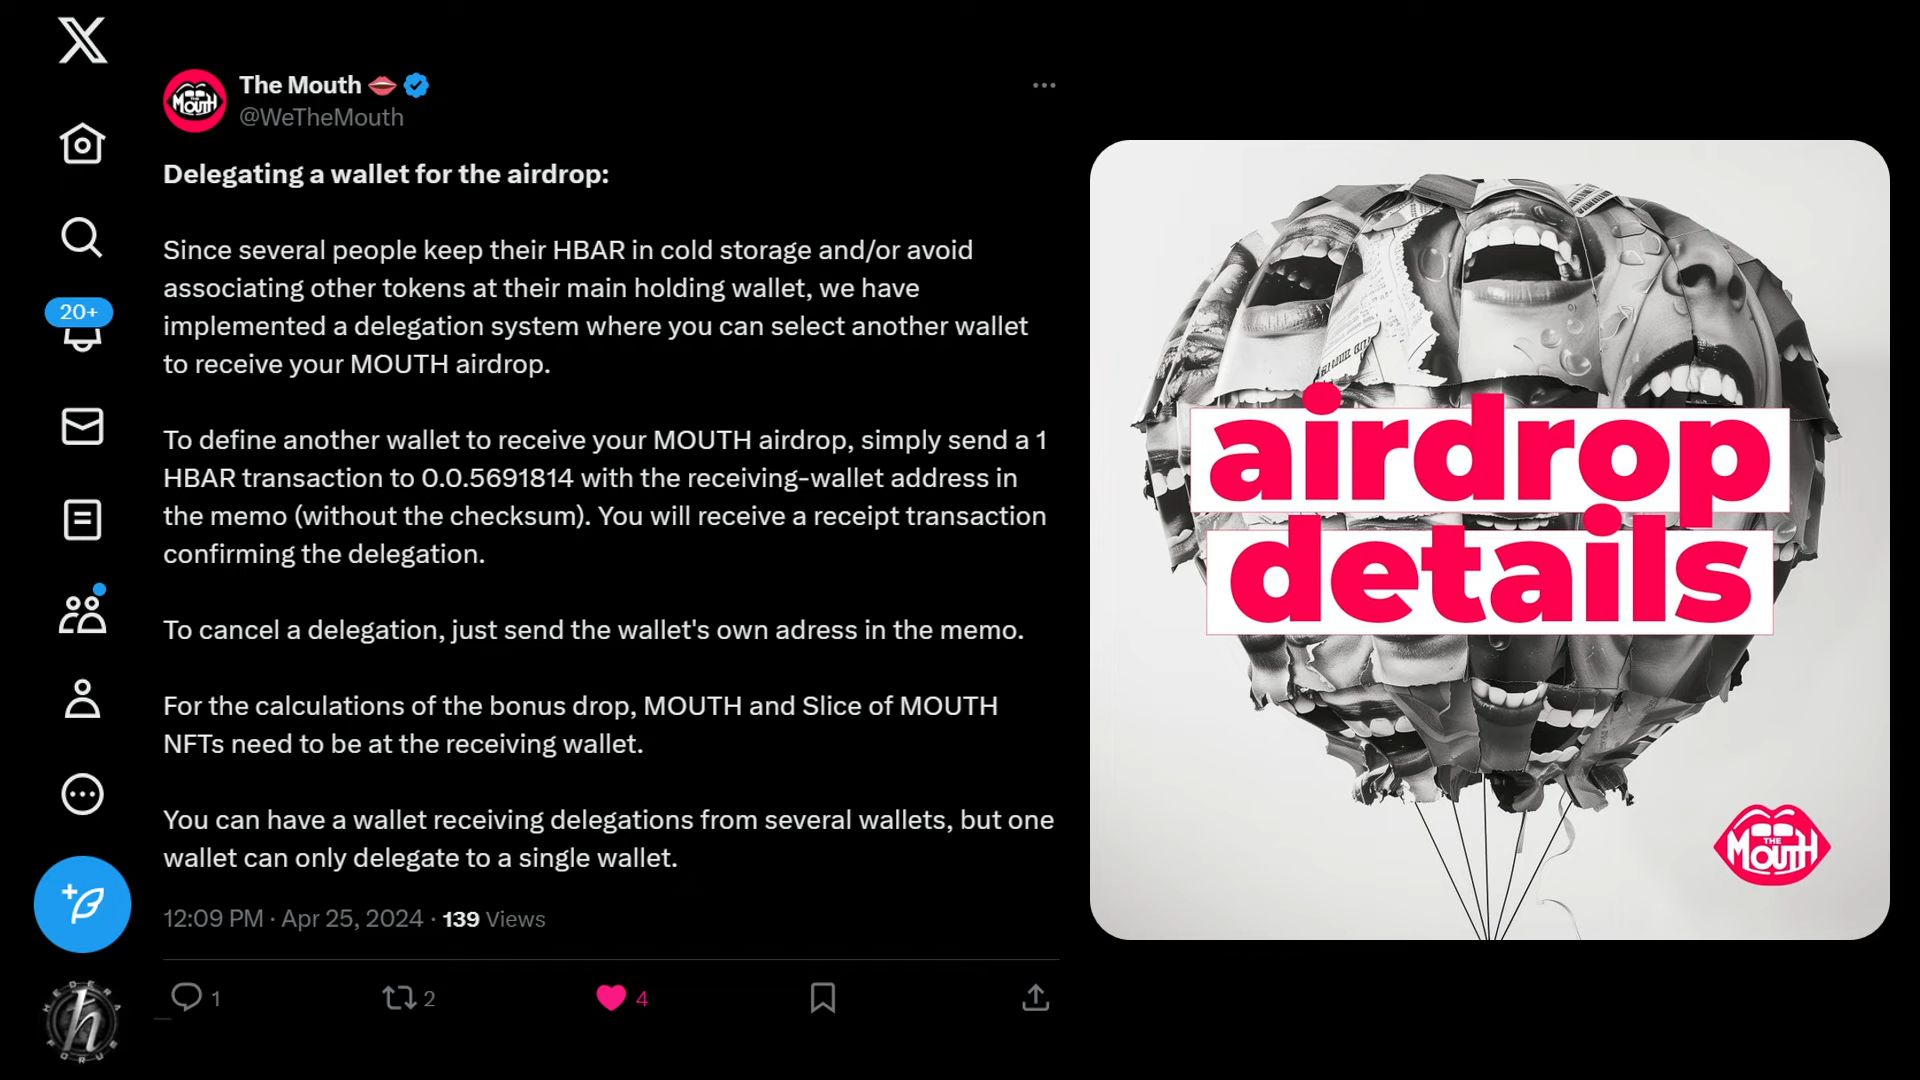 The Mouth
@WeTheMouth
Delegating a wallet for the airdrop:
Since several people keep their HBAR in cold storage and/or avoid
associating other tokens at their main holding wallet, we have
implemented a delegation system where you can select another wallet
to receive your MOUTH airdrop.
To define another wallet to receive your MOUTH airdrop, simply send a 1
HBAR transaction to 0.0.5691814 with the receiving-wallet address in
the memo (without the checksum). You will receive a receipt transaction
confirming the delegation.
To cancel a delegation, just send the wallet's own adress in the memo.
For the calculations of the bonus drop, MOUTH and Slice of MOUTH
NFTs need to be at the receiving wallet.
You can have a wallet receiving delegations from several wallets, but one
wallet can only delegate to a single wallet.
12:09 PM · Apr 25, 2024 · 139 Views
1 2 4
20+
airdrop
details
THE
MOUTH
THE MOUTH
HEDERA
FORUM